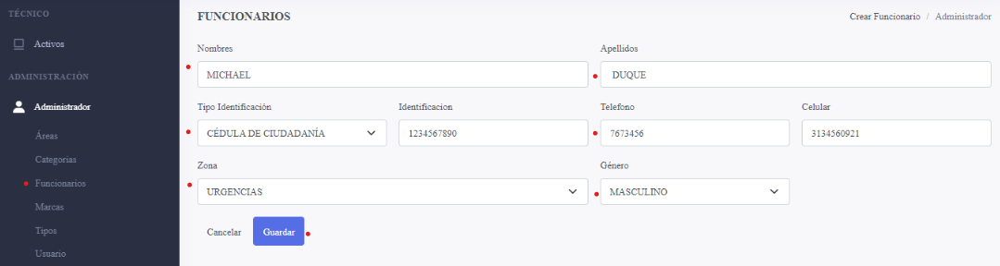 TÉCNICO
Activos
ADMINISTRACIÓN
Administrador
Áreas
Categorias
Funcionarios
Marcas
Tipos
Usuario
FUNCIONARIOS
Crear Funcionario / Administrador
Nombres
Apellidos
MICHAEL
DUQUE
Tipo Identificación
Identificacion
Telefono
Celular
CÉDULA DE CIUDADANÍA
1234567890
7673456
3134560921
Zona
Género
URGENCIAS
MASCULINO
Cancelar
Guardar